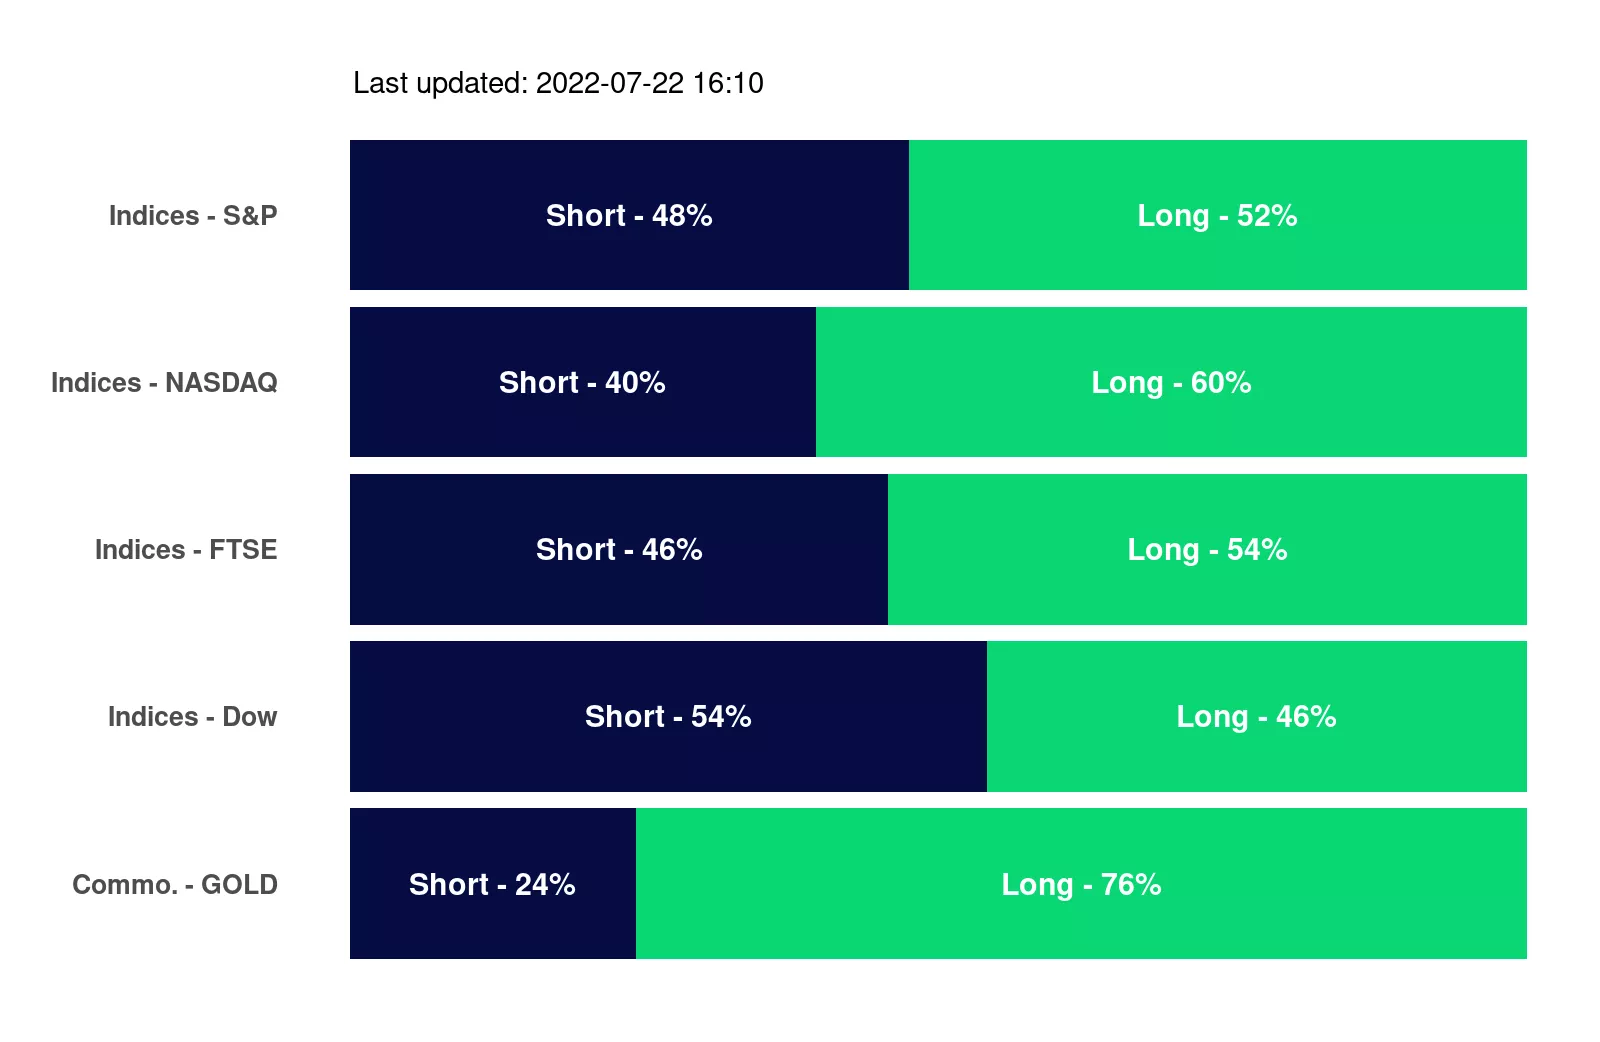 Last updated: 2022-07-22 16:10
Indices - S&P Short - 48% Long - 52%
Indices - NASDAQ Short - 40% Long - 60%
Indices - FTSE Short - 46% Long - 54%
Indices - Dow Short - 54% Long - 46%
Commo. - GOLD Short - 24% Long - 76%